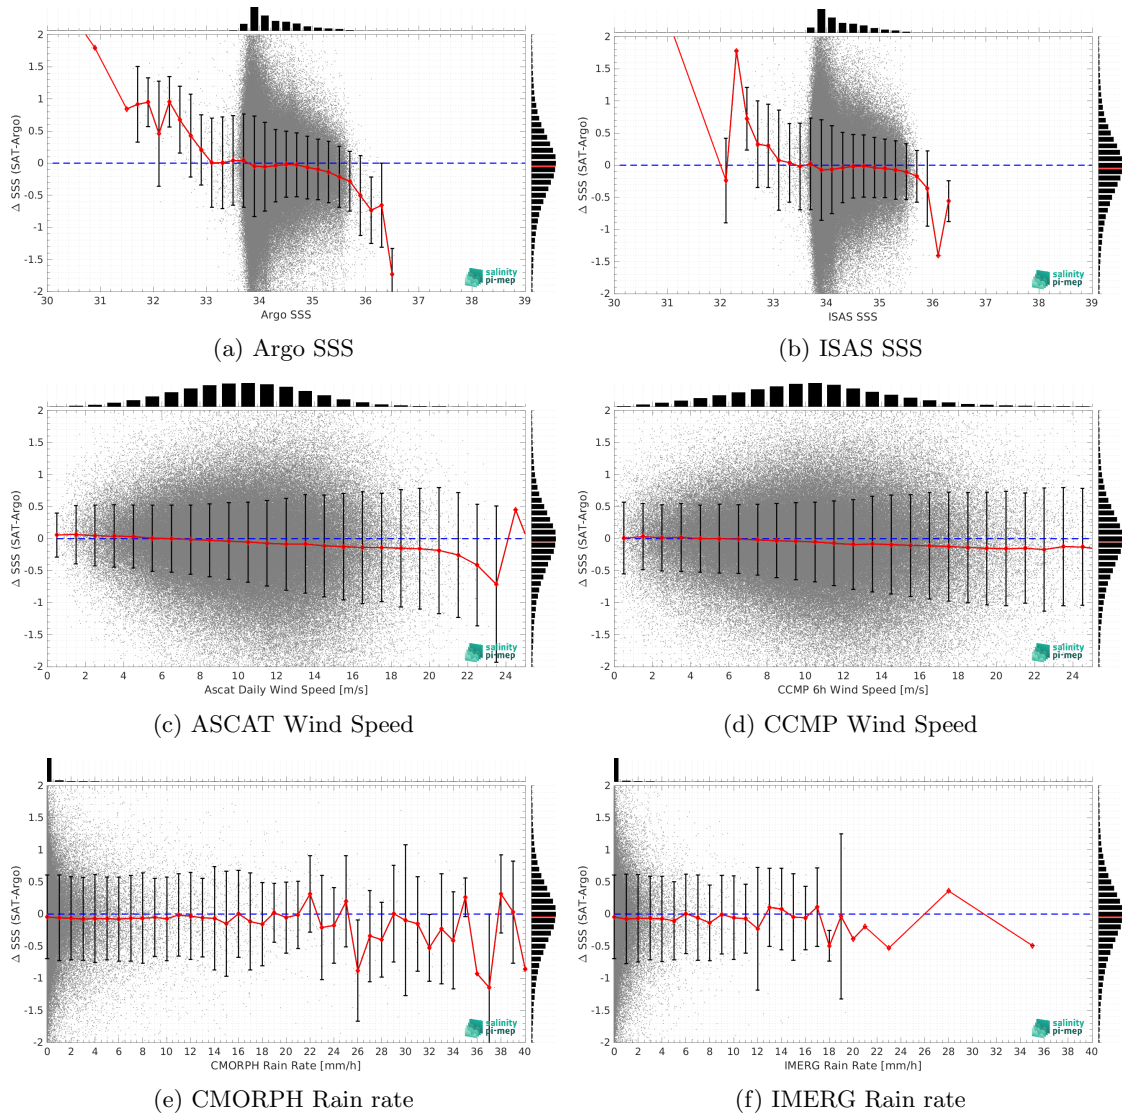 2
1.5
1
0.5
0
-0.5
-1
-1.5
-2
Δ SSS (SAT-Argo)
30 31 32 33 34 35 36 37 38 39
Argo SSS
salinity
pi-mep
(a) Argo SSS
2
1.5
1
0.5
0
-0.5
-1
-1.5
-2
Δ SSS (SAT-Argo)
30 31 32 33 34 35 36 37 38 39
ISAS SSS
salinity
pi-mep
(b) ISAS SSS
2
1.5
1
0.5
0
-0.5
-1
-1.5
-2
Δ SSS (SAT-Argo)
0 2 4 6 8 10 12 14 16 18 20 22 24
Ascat Daily Wind Speed [m/s]
salinity
pi-mep
(c) ASCAT Wind Speed
2
1.5
1
0.5
0
-0.5
-1
-1.5
-2
Δ SSS (SAT-Argo)
0 2 4 6 8 10 12 14 16 18 20 22 24
CCMP 6h Wind Speed [m/s]
salinity
pi-mep
(d) CCMP Wind Speed
2
1.5
1
0.5
0
-0.5
-1
-1.5
-2
Δ SSS (SAT-Argo)
0 2 4 6 8 10 12 14 16 18 20 22 24 26 28 30 32 34 36 38 40
CMORPH Rain Rate [mm/h]
salinity
pi-mep
(e) CMORPH Rain rate
2
1.5
1
0.5
0
-0.5
-1
-1.5
-2
Δ SSS (SAT-Argo)
0 2 4 6 8 10 12 14 16 18 20 22 24 26 28 30 32 34 36 38 40
IMERG Rain Rate [mm/h]
salinity
pi-mep
(f) IMERG Rain rate